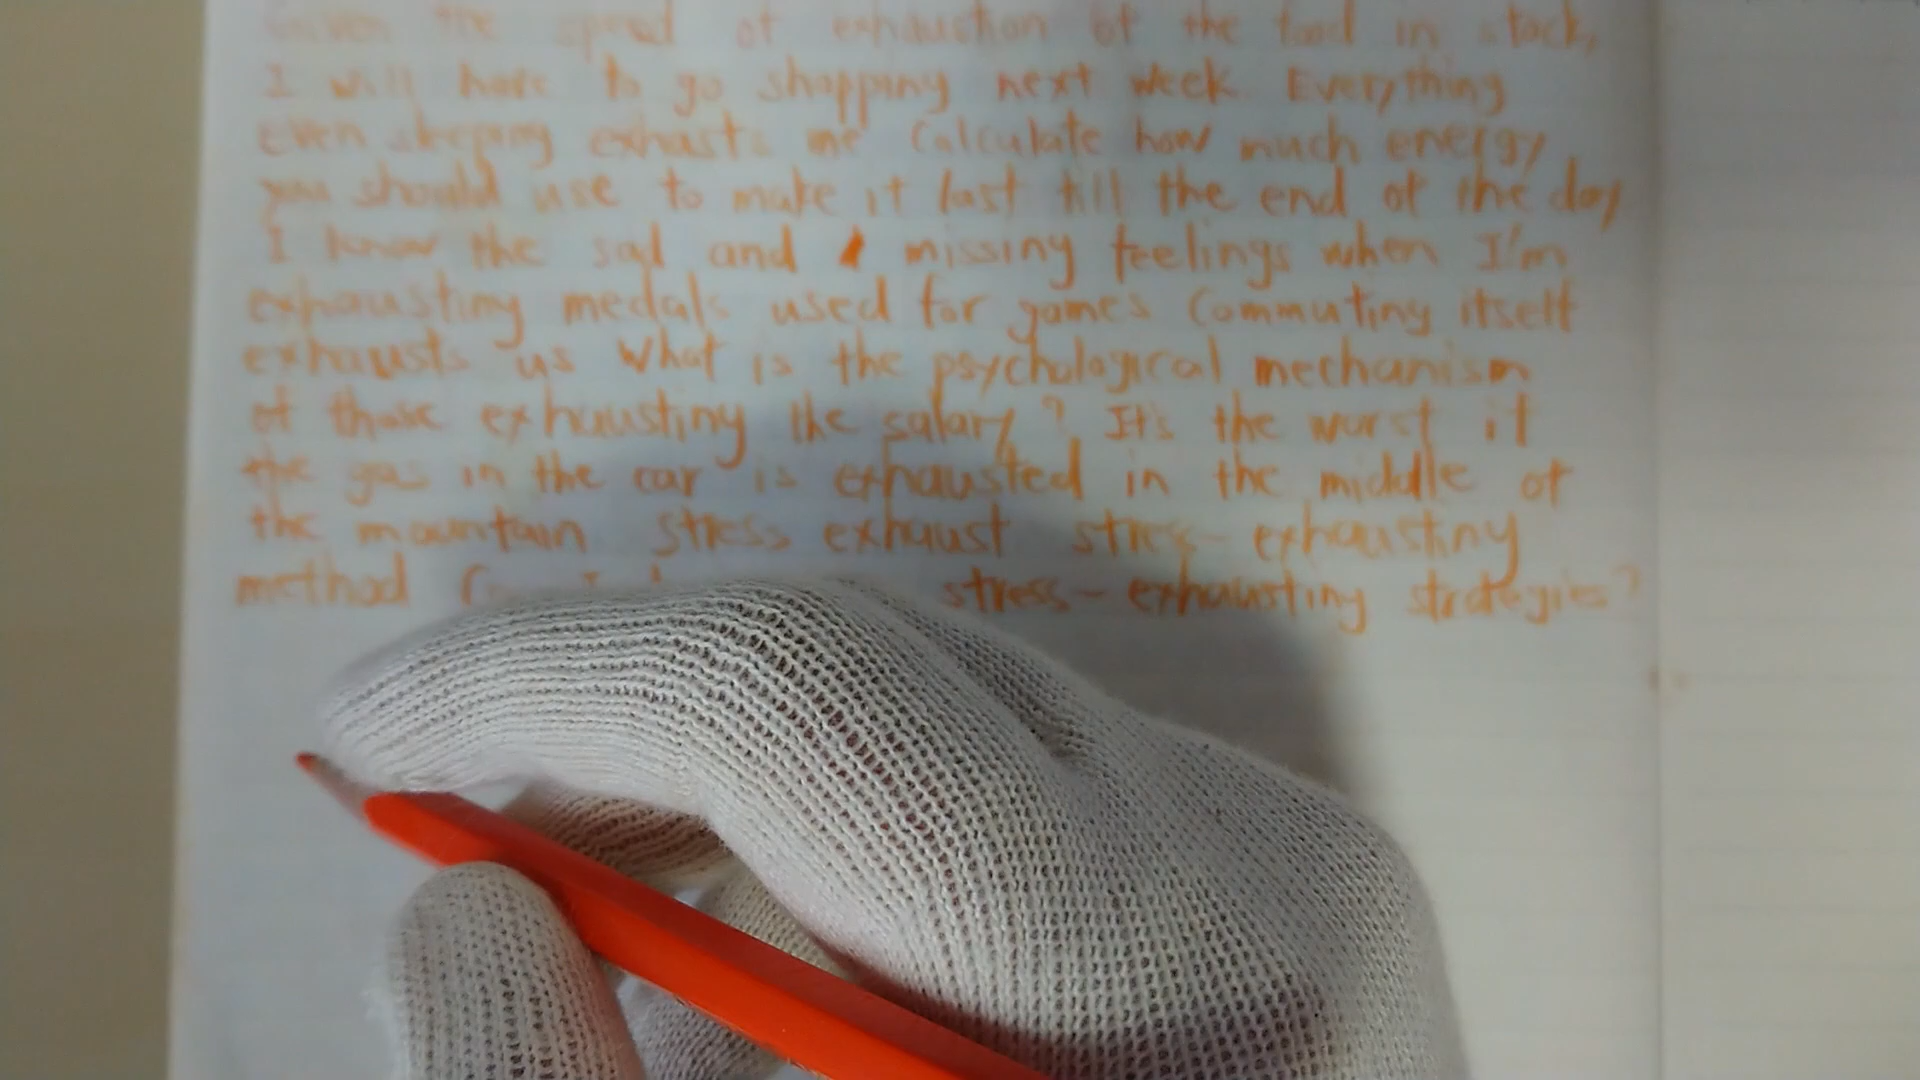 Given the speed of exhaustion of the food in stock,
I will have to go shopping next week. Everything
even sleeping exhausts me Calculate how much energy
you should use to make it last till the end of the day
I know the sad and missing feelings when I'm
exhausting medals used for games Commuting itself
exhausts us What is the psychological mechanism
of those exhausting the salary? It's the worst if
the gas in the car is exhausted in the middle of
the mountain stress exhaust stress-exhausting
method stress-exhausting strategies?